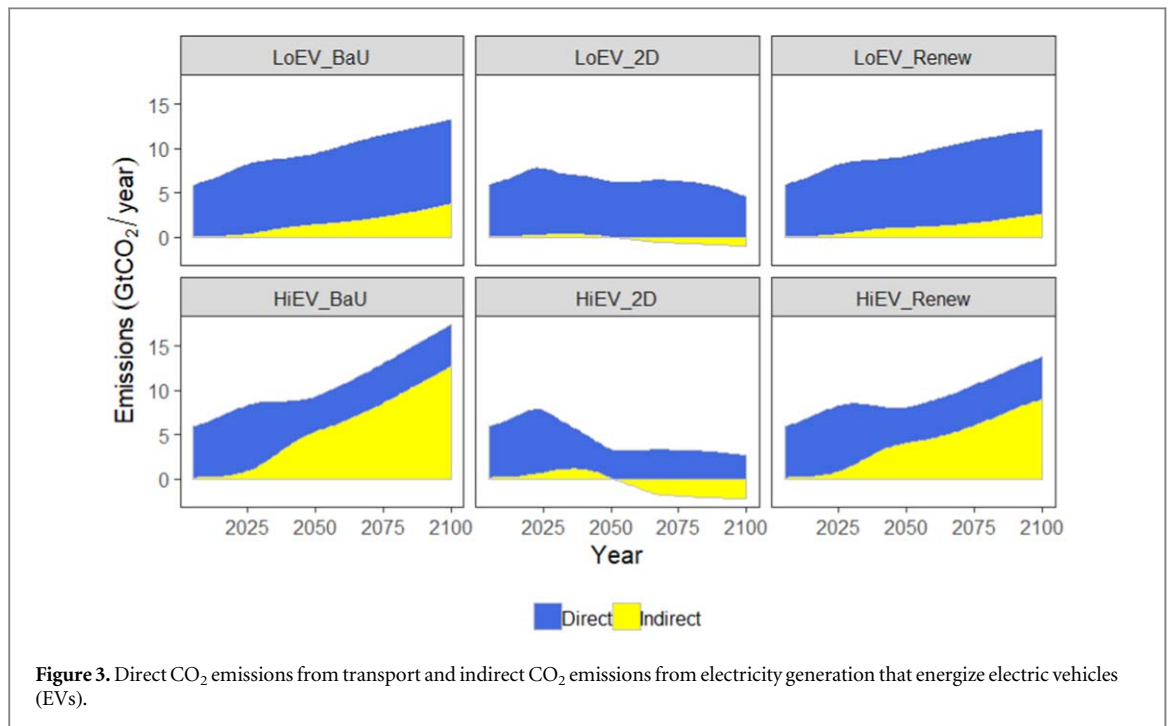 LoEV_BaU
LoEV_2D
LoEV_Renew
15
10
5
0
HiEV_BaU
HiEV_2D
HiEV_Renew
15
10
5
0
Emissions (GtCO₂/year)
2025 2050 2075 2100
2025 2050 2075 2100
2025 2050 2075 2100
Year
Direct Indirect
Figure 3. Direct CO₂ emissions from transport and indirect CO₂ emissions from electricity generation that energize electric vehicles
(EVs).